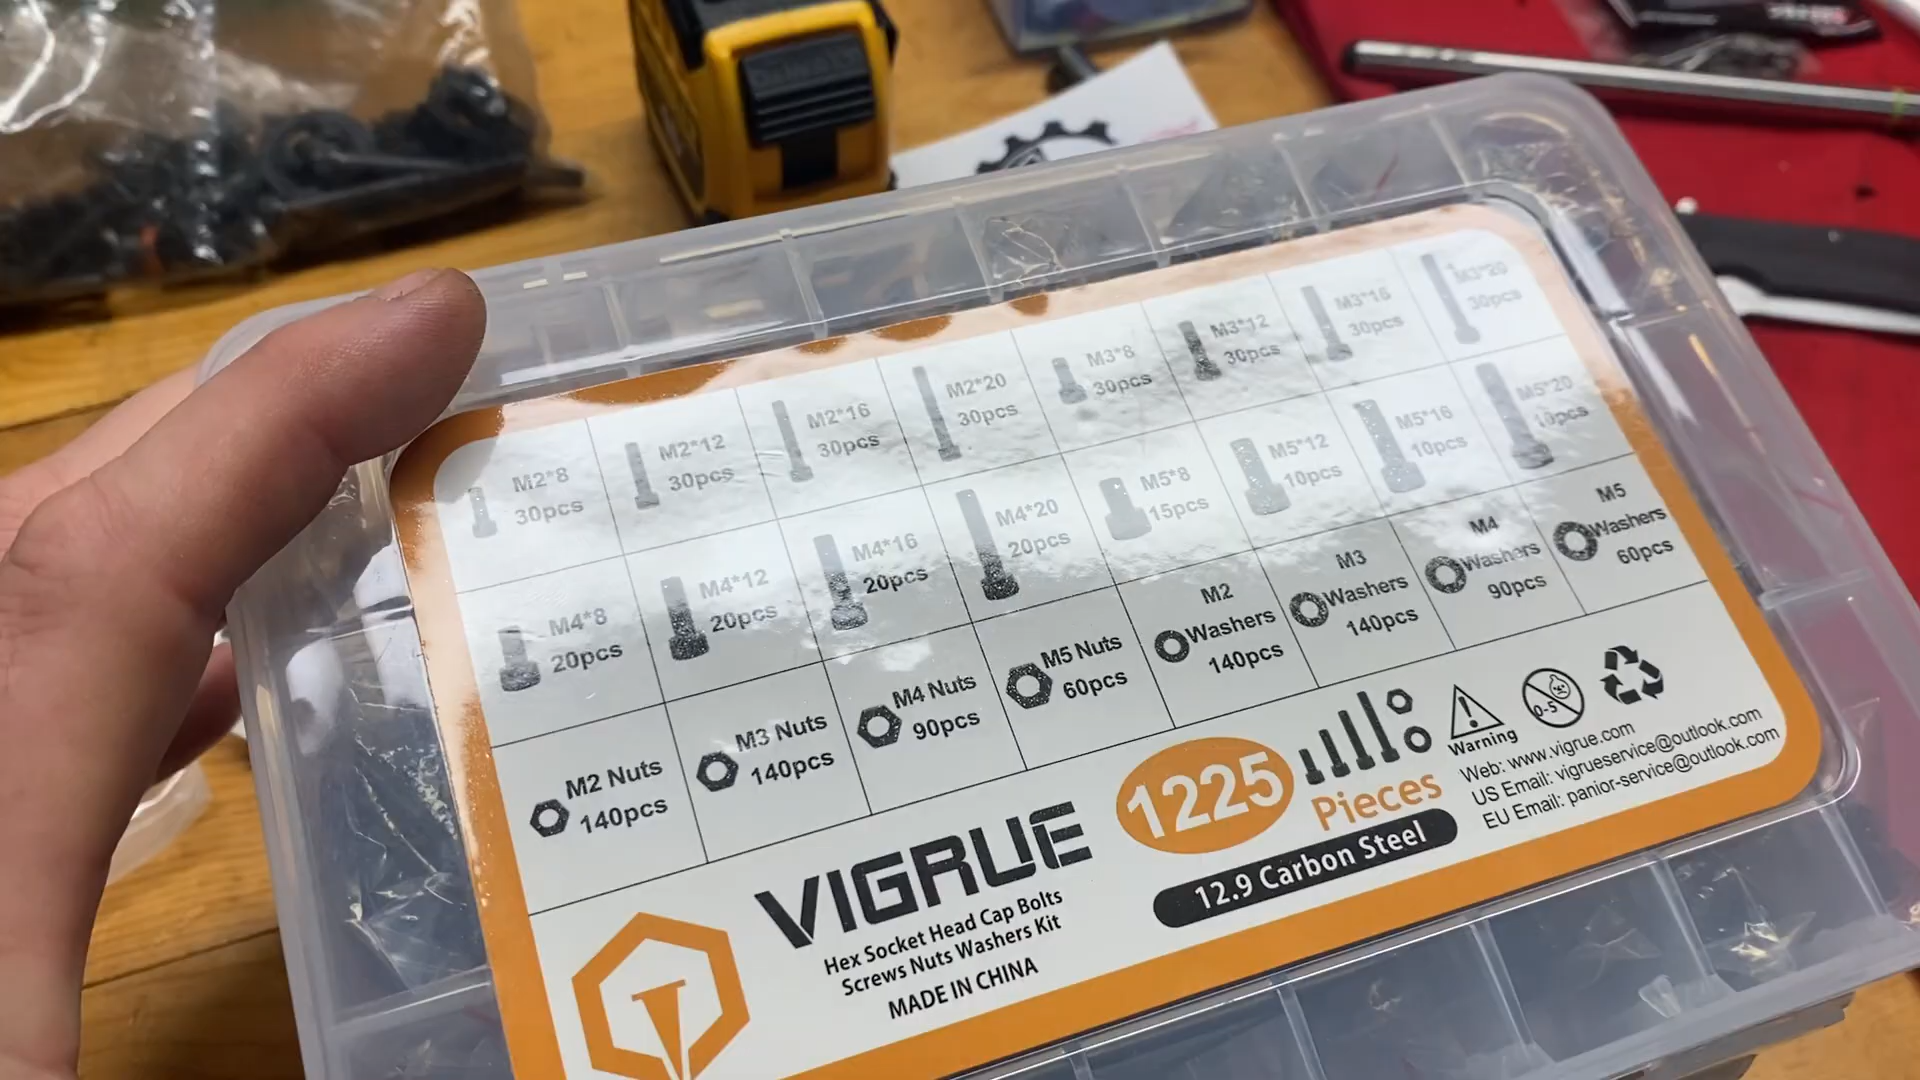 M2*8
30pcs
M2*12
30pcs
M2*16
30pcs
M2*20
30pcs
M3*8
30pcs
M3*12
30pcs
M3*16
30pcs
M3*20
30pcs
M4*8
20pcs
M4*12
20pcs
M4*16
20pcs
M4*20
20pcs
M5*8
15pcs
M5*12
10pcs
M5*16
10pcs
M5*20
10pcs
M2 Nuts
140pcs
M3 Nuts
140pcs
M4 Nuts
90pcs
M5 Nuts
60pcs
M2
Washers
140pcs
M3
Washers
140pcs
M4
Washers
90pcs
M5
Washers
60pcs
VIGRUE
Hex Socket Head Cap Bolts
Screws Nuts Washers Kit
MADE IN CHINA
1225
Pieces
12.9 Carbon Steel
Warning
0-3
Web: www.vigrue.com
US Email: vigrueservice@outlook.com
EU Email: panior-service@outlook.com